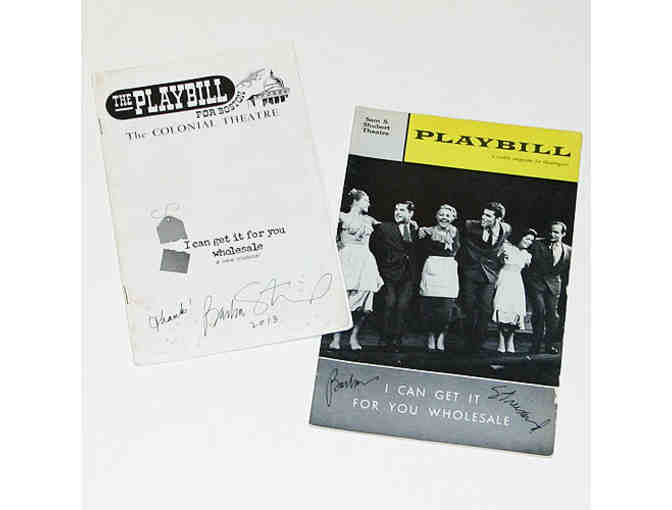 THE PLAYBILL
FOR BOSTON
The COLONIAL THEATRE
I can get it for you
wholesale
a new musical
Thanks!
Barbra Streisand
2013
Sam S.
Shubert
Theatre
PLAYBILL
Barbra
Streisand
I CAN GET IT
FOR YOU WHOLESALE